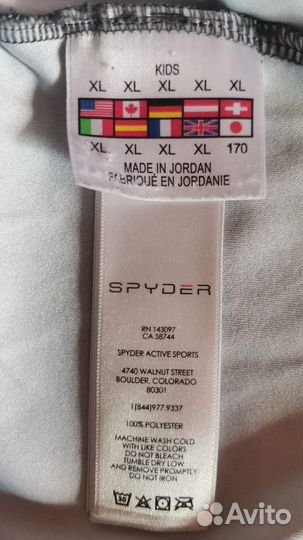 KIDS
XL XL XL XL XL
XL XL XL XL 170
MADE IN JORDAN
FABRIQUÉ EN JOPDANIE
SPYDER
RN 143097
CA 58744
SPYDER ACTIVE SPORTS
4740 WALNUT STREET
BOULDER, COLORADO
80301
1(844)977.9337
100% POLYESTER
MACHINE WASH COLD
WITH LIKE COLORS
DO NOT BLEACH
TUMBLE DRY LOW
AND REMOVE PROMPTLY
DO NOT IRON
30
Avito